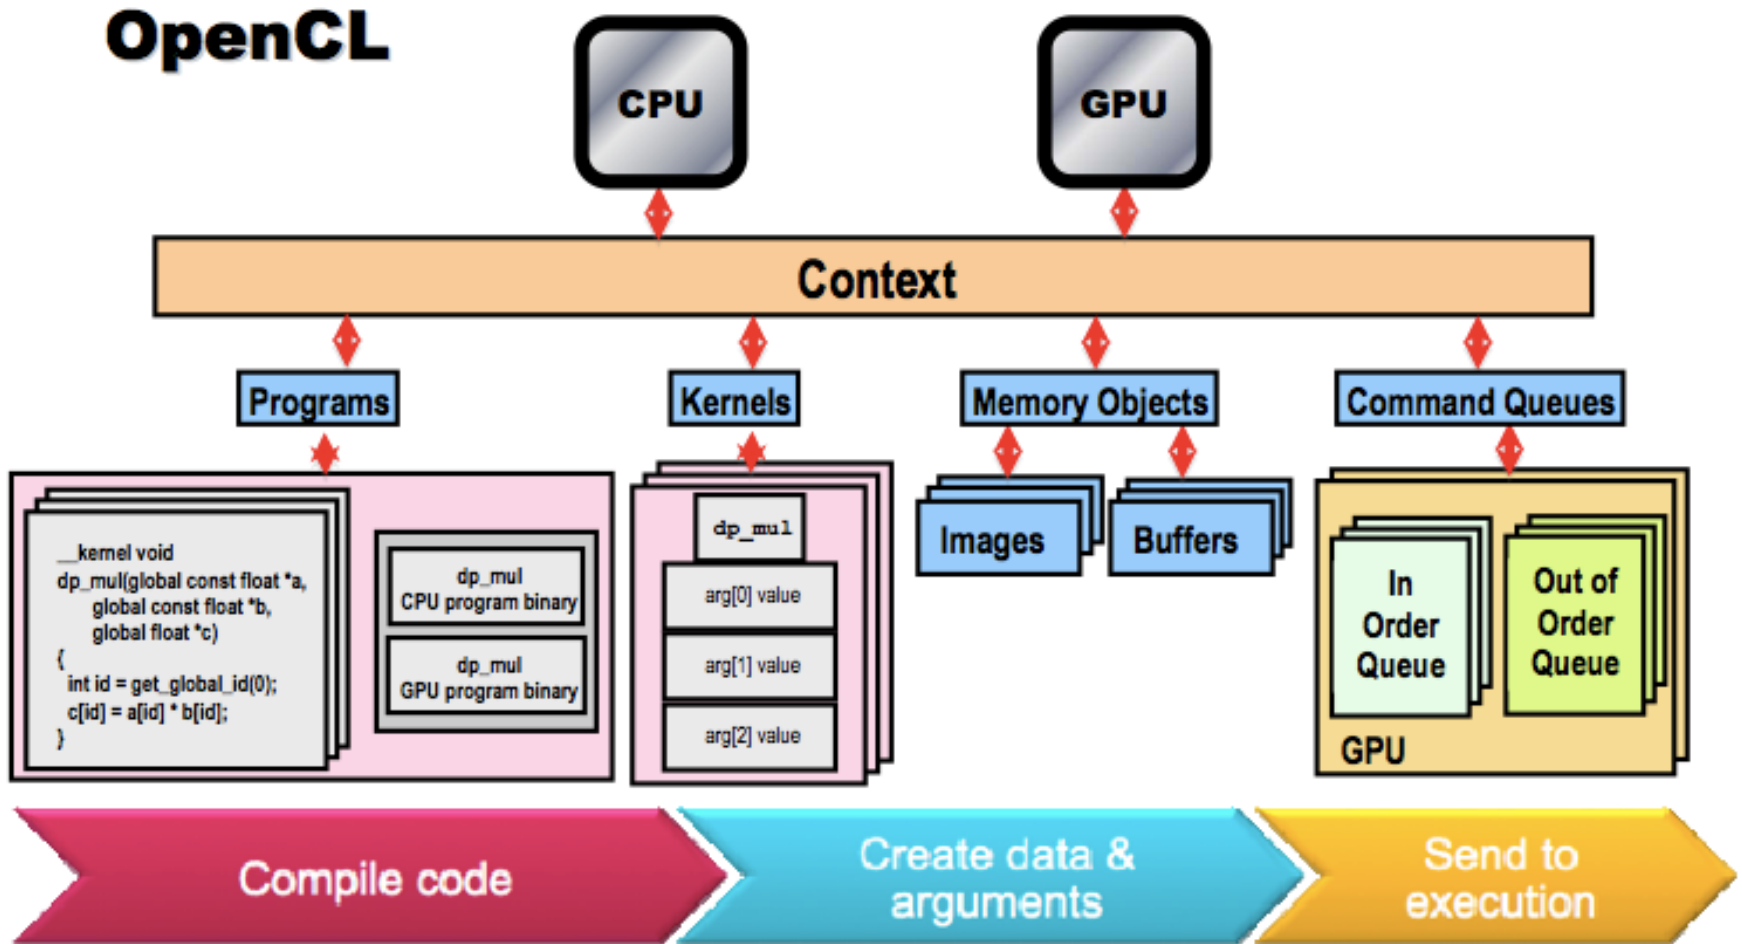 OpenCL
CPU
GPU
Context
Programs
Kernels
Memory Objects
Command Queues
__kernel void
dp_mul(global const float *a,
global const float *b,
global float *c)
{
int id = get_global_id(0);
c[id] = a[id] * b[id];
}
dp_mul
CPU program binary
dp_mul
GPU program binary
dp_mul
arg[0] value
arg[1] value
arg[2] value
Images
Buffers
In
Order
Queue
Out of
Order
Queue
GPU
Compile code
Create data &
arguments
Send to
execution